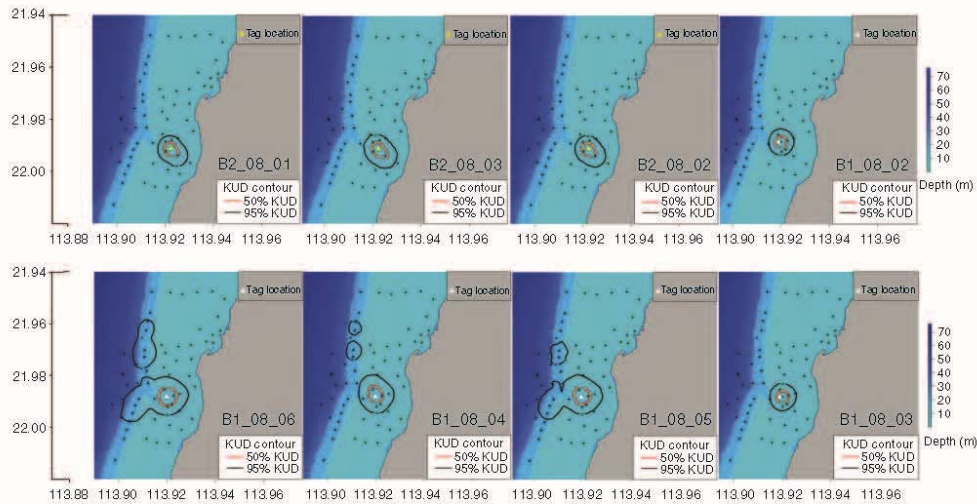 21.94
21.96
21.98
22.00
113.88
Tag location
B2_08_01
KUD contour
50% KUD
95% KUD
113.90 113.92 113.94 113.96
Tag location
B2_08_03
KUD contour
50% KUD
95% KUD
113.90 113.92 113.94 113.96
Tag location
B2_08_02
KUD contour
50% KUD
95% KUD
113.90 113.92 113.94 113.96
Tag location
B1_08_02
KUD contour
50% KUD
95% KUD
113.90 113.92 113.94 113.96
70
60
50
40
30
20
10
Depth (m)
21.94
21.96
21.98
22.00
113.88
Tag location
B1_08_06
KUD contour
50% KUD
95% KUD
113.90 113.92 113.94 113.96
Tag location
B1_08_04
KUD contour
50% KUD
95% KUD
113.90 113.92 113.94 113.96
Tag location
B1_08_05
KUD contour
50% KUD
95% KUD
113.90 113.92 113.94 113.96
Tag location
B1_08_03
KUD contour
50% KUD
95% KUD
113.90 113.92 113.94 113.96
70
60
50
40
30
20
10
Depth (m)